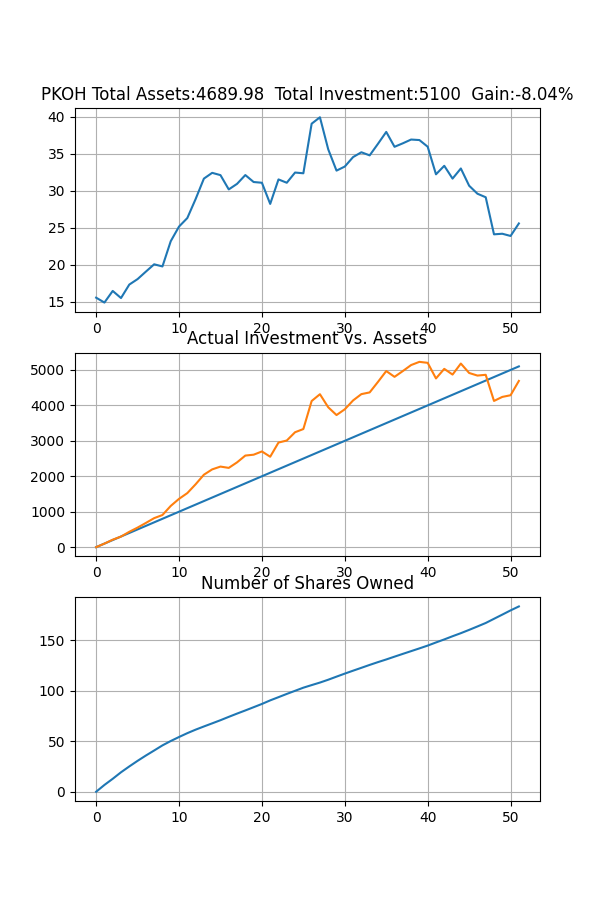 PKOH Total Assets:4689.98  Total Investment:5100  Gain:-8.04%
40
35
30
25
20
15
0 10 20 30 40 50
Actual Investment vs. Assets
5000
4000
3000
2000
1000
0
0 10 20 30 40 50
Number of Shares Owned
150
100
50
0
0 10 20 30 40 50